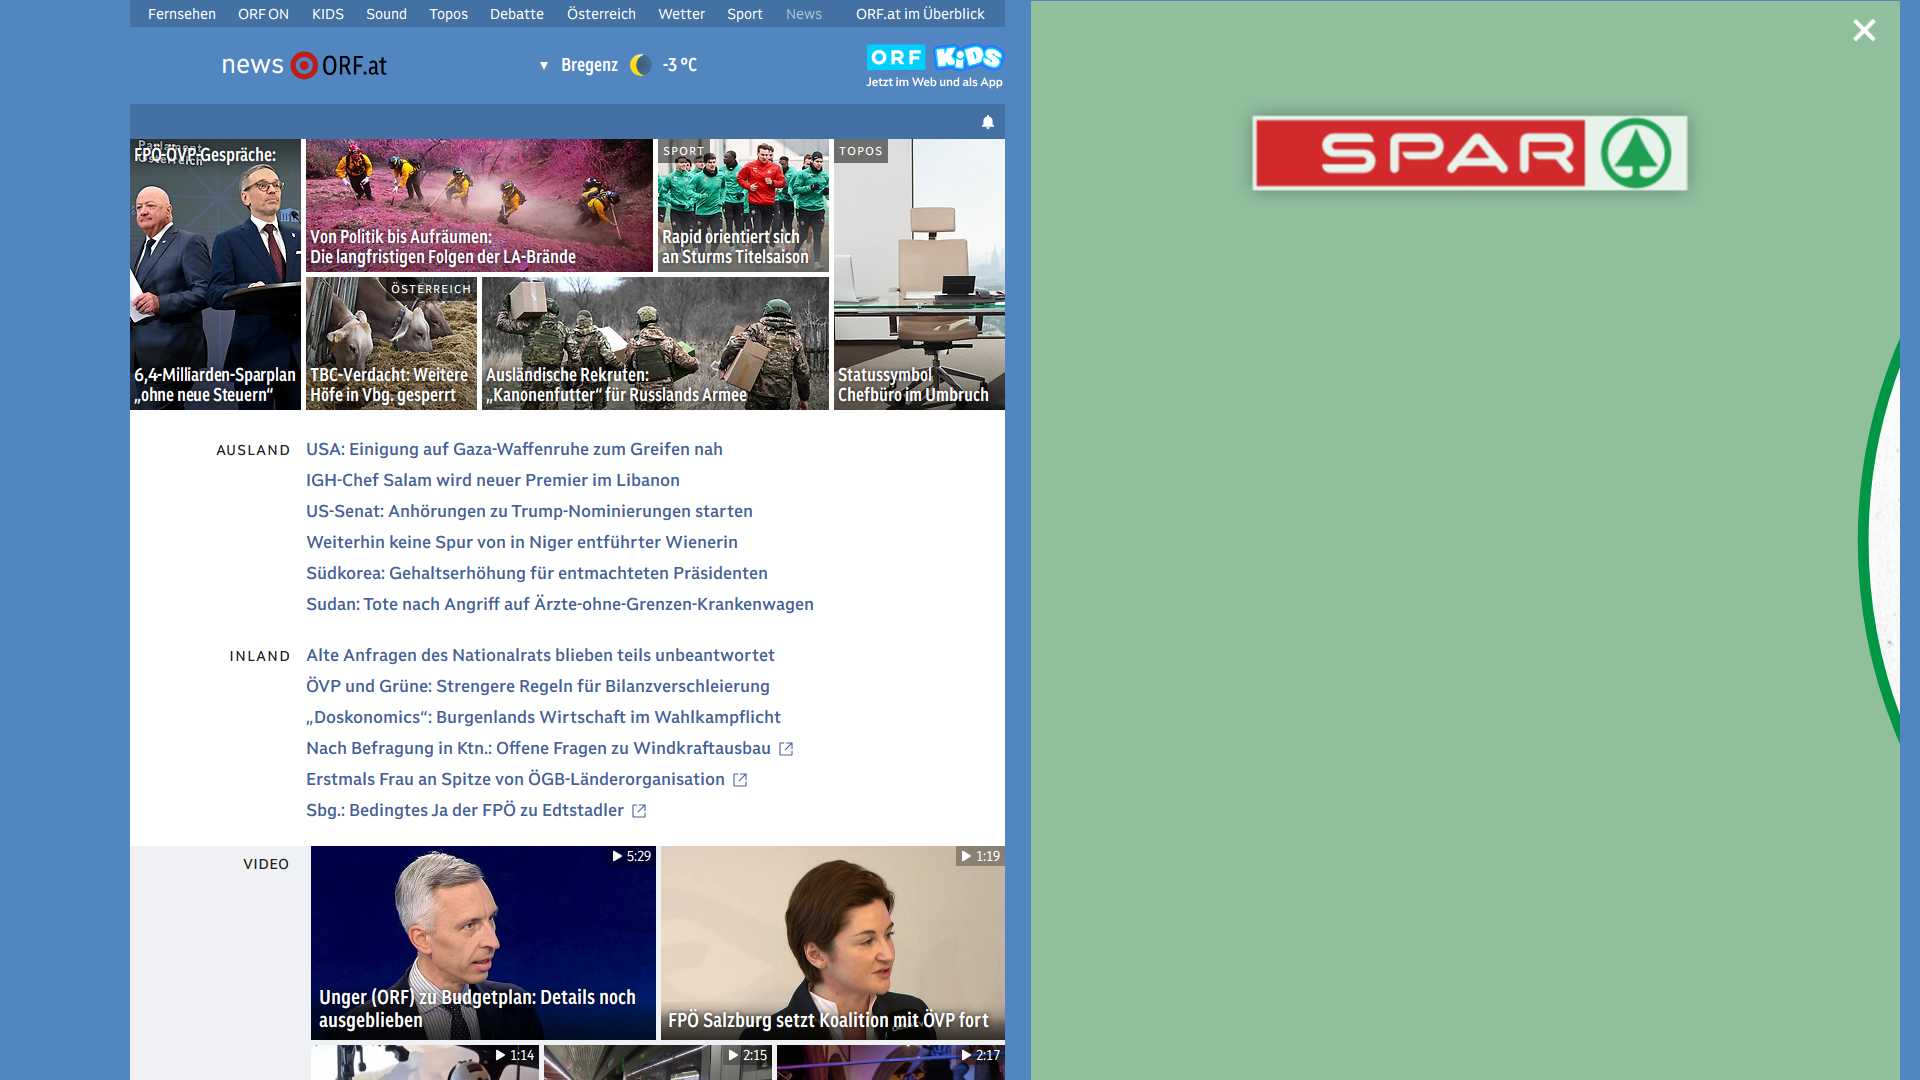 Fernsehen ORF ON KIDS Sound Topos Debatte Österreich Wetter Sport News ORF.at im Überblick
news ORF.at
Bregenz -3 °C
ORF KiDS
Jetzt im Web und als App
SPAR
Parlament Österreich
FPÖ-ÖVP-Gespräche:
6,4-Milliarden-Sparplan
„ohne neue Steuern“
Von Politik bis Aufräumen:
Die langfristigen Folgen der LA-Brände
SPORT
Rapid orientiert sich
an Sturms Titelsaison
TOPOS
Statussymbol
Chefbüro im Umbruch
ÖSTERREICH
TBC-Verdacht: Weitere
Höfe in Vbg. gesperrt
Ausländische Rekruten:
„Kanonenfutter“ für Russlands Armee
AUSLAND
USA: Einigung auf Gaza-Waffenruhe zum Greifen nah
IGH-Chef Salam wird neuer Premier im Libanon
US-Senat: Anhörungen zu Trump-Nominierungen starten
Weiterhin keine Spur von in Niger entführter Wienerin
Südkorea: Gehaltserhöhung für entmachteten Präsidenten
Sudan: Tote nach Angriff auf Ärzte-ohne-Grenzen-Krankenwagen
INLAND
Alte Anfragen des Nationalrats blieben teils unbeantwortet
ÖVP und Grüne: Strengere Regeln für Bilanzverschleierung
„Doskonomics“: Burgenlands Wirtschaft im Wahlkampflicht
Nach Befragung in Ktn.: Offene Fragen zu Windkraftausbau
Erstmals Frau an Spitze von ÖGB-Länderorganisation
Sbg.: Bedingtes Ja der FPÖ zu Edtstadler
VIDEO
5:29
Unger (ORF) zu Budgetplan: Details noch
ausgeblieben
1:19
FPÖ Salzburg setzt Koalition mit ÖVP fort
1:14
2:15
2:17